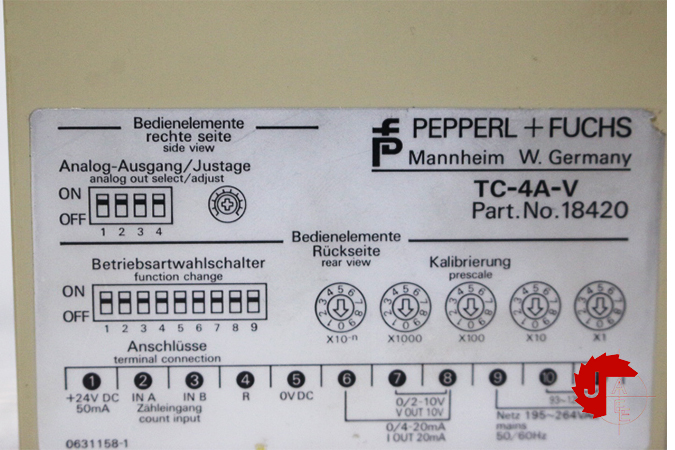 Bedienelemente
rechte seite
side view
Analog-Ausgang/Justage
analog out select/adjust
ON
OFF
1 2 3 4
PEPPERL + FUCHS
Mannheim W. Germany
TC-4A-V
Part.No.18420
Bedienelemente
Rückseite
rear view
Betriebsartwahlschalter
function change
ON
OFF
1 2 3 4 5 6 7 8 9
Kalibrierung
prescale
X10⁻ⁿ X1000 X100 X10 X1
Anschlüsse
terminal connection
1 2 3 4 5 6 7 8 9 10
+24V DC
50mA
IN A IN B
Zähleingang
count input
R
0V DC
0/2-10V
V OUT 10V
0/4-20mA
I OUT 20mA
Netz 195-264V
mains
50/60Hz
0631158-1